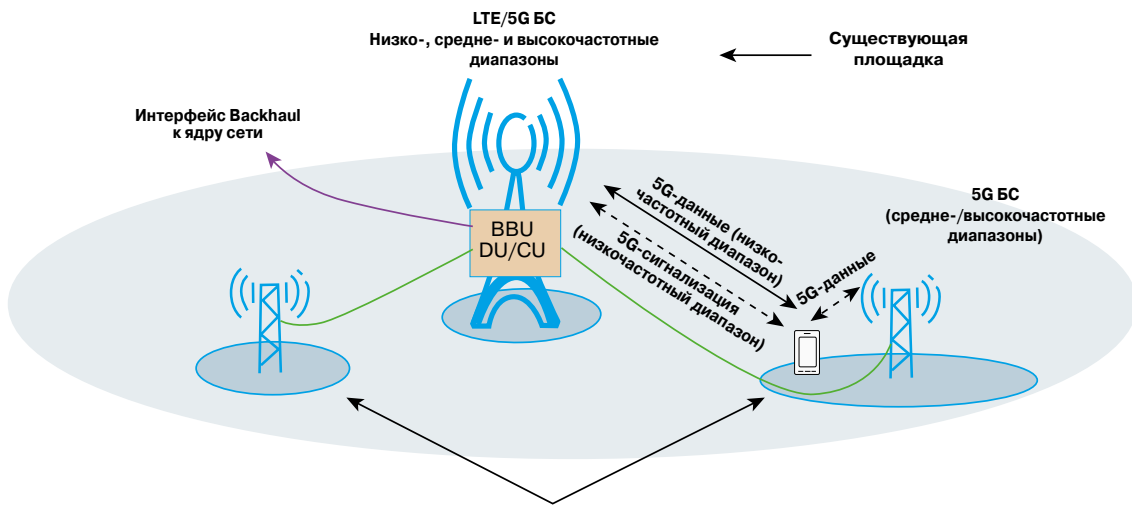 LTE/5G БС
Низко-, средне- и высокочастотные
диапазоны
Существующая
площадка
Интерфейс Backhaul
к ядру сети
5G БС
(средне-/высокочастотные
диапазоны)
BBU
DU/CU
5G-данные (низко-
частотный диапазон)
5G-сигнализация
(низкочастотный диапазон)
5G-данные